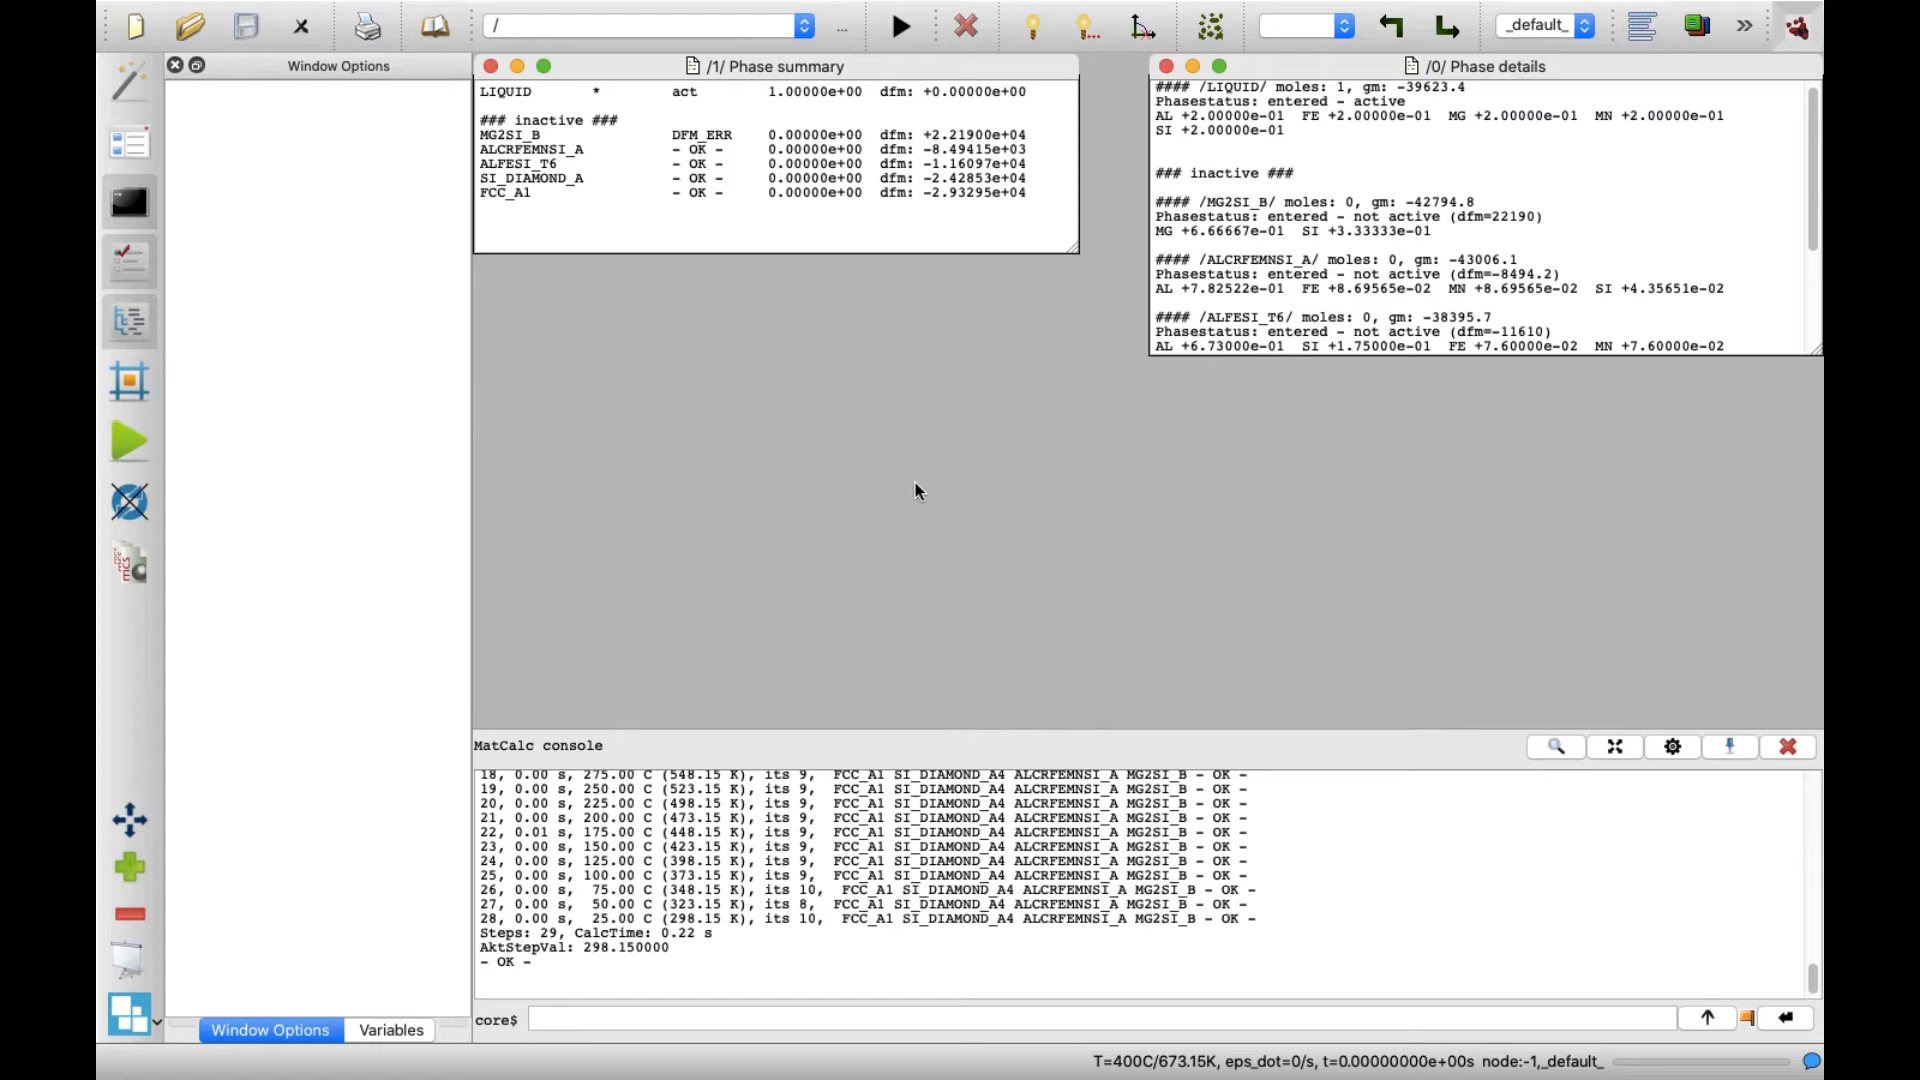 /
...
_default_
»
Window Options
/1/ Phase summary
LIQUID * act 1.00000e+00 dfm: +0.00000e+00
### inactive ###
MG2SI_B DFM_ERR 0.00000e+00 dfm: +2.21900e+04
ALCRFEMNSI_A - OK - 0.00000e+00 dfm: -8.49415e+03
ALFESI_T6 - OK - 0.00000e+00 dfm: -1.16097e+04
SI_DIAMOND_A - OK - 0.00000e+00 dfm: -2.42853e+04
FCC_A1 - OK - 0.00000e+00 dfm: -2.93295e+04
/0/ Phase details
#### /LIQUID/ moles: 1, gm: -39623.4
Phasestatus: entered - active
AL +2.00000e-01 FE +2.00000e-01 MG +2.00000e-01 MN +2.00000e-01
SI +2.00000e-01
### inactive ###
#### /MG2SI_B/ moles: 0, gm: -42794.8
Phasestatus: entered - not active (dfm=22190)
MG +6.66667e-01 SI +3.33333e-01
#### /ALCRFEMNSI_A/ moles: 0, gm: -43006.1
Phasestatus: entered - not active (dfm=-8494.2)
AL +7.82522e-01 FE +8.69565e-02 MN +8.69565e-02 SI +4.35651e-02
#### /ALFESI_T6/ moles: 0, gm: -38395.7
Phasestatus: entered - not active (dfm=-11610)
AL +6.73000e-01 SI +1.75000e-01 FE +7.60000e-02 MN +7.60000e-02
mcs
MatCalc console
18, 0.00 s, 275.00 C (548.15 K), its 9, FCC_A1 SI_DIAMOND_A4 ALCRFEMNSI_A MG2SI_B - OK -
19, 0.00 s, 250.00 C (523.15 K), its 9, FCC_A1 SI_DIAMOND_A4 ALCRFEMNSI_A MG2SI_B - OK -
20, 0.00 s, 225.00 C (498.15 K), its 9, FCC_A1 SI_DIAMOND_A4 ALCRFEMNSI_A MG2SI_B - OK -
21, 0.00 s, 200.00 C (473.15 K), its 9, FCC_A1 SI_DIAMOND_A4 ALCRFEMNSI_A MG2SI_B - OK -
22, 0.01 s, 175.00 C (448.15 K), its 9, FCC_A1 SI_DIAMOND_A4 ALCRFEMNSI_A MG2SI_B - OK -
23, 0.00 s, 150.00 C (423.15 K), its 9, FCC_A1 SI_DIAMOND_A4 ALCRFEMNSI_A MG2SI_B - OK -
24, 0.00 s, 125.00 C (398.15 K), its 9, FCC_A1 SI_DIAMOND_A4 ALCRFEMNSI_A MG2SI_B - OK -
25, 0.00 s, 100.00 C (373.15 K), its 9, FCC_A1 SI_DIAMOND_A4 ALCRFEMNSI_A MG2SI_B - OK -
26, 0.00 s, 75.00 C (348.15 K), its 10, FCC_A1 SI_DIAMOND_A4 ALCRFEMNSI_A MG2SI_B - OK -
27, 0.00 s, 50.00 C (323.15 K), its 8, FCC_A1 SI_DIAMOND_A4 ALCRFEMNSI_A MG2SI_B - OK -
28, 0.00 s, 25.00 C (298.15 K), its 10, FCC_A1 SI_DIAMOND_A4 ALCRFEMNSI_A MG2SI_B - OK -
Steps: 29, CalcTime: 0.22 s
AktStepVal: 298.150000
- OK -
core$
Window Options
Variables
T=400C/673.15K, eps_dot=0/s, t=0.00000000e+00s node:-1,_default_